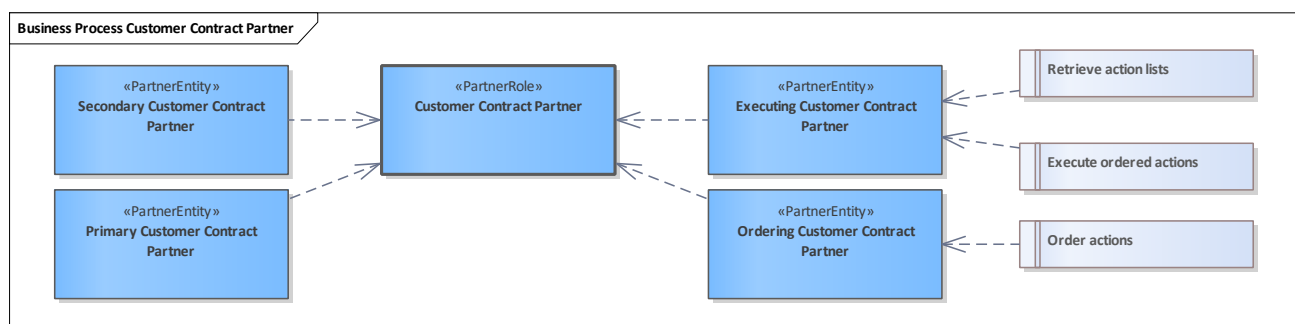 Business Process Customer Contract Partner
«PartnerEntity»
Secondary Customer Contract
Partner
«PartnerRole»
Customer Contract Partner
«PartnerEntity»
Executing Customer Contract
Partner
Retrieve action lists
Execute ordered actions
«PartnerEntity»
Primary Customer Contract
Partner
«PartnerEntity»
Ordering Customer Contract
Partner
Order actions